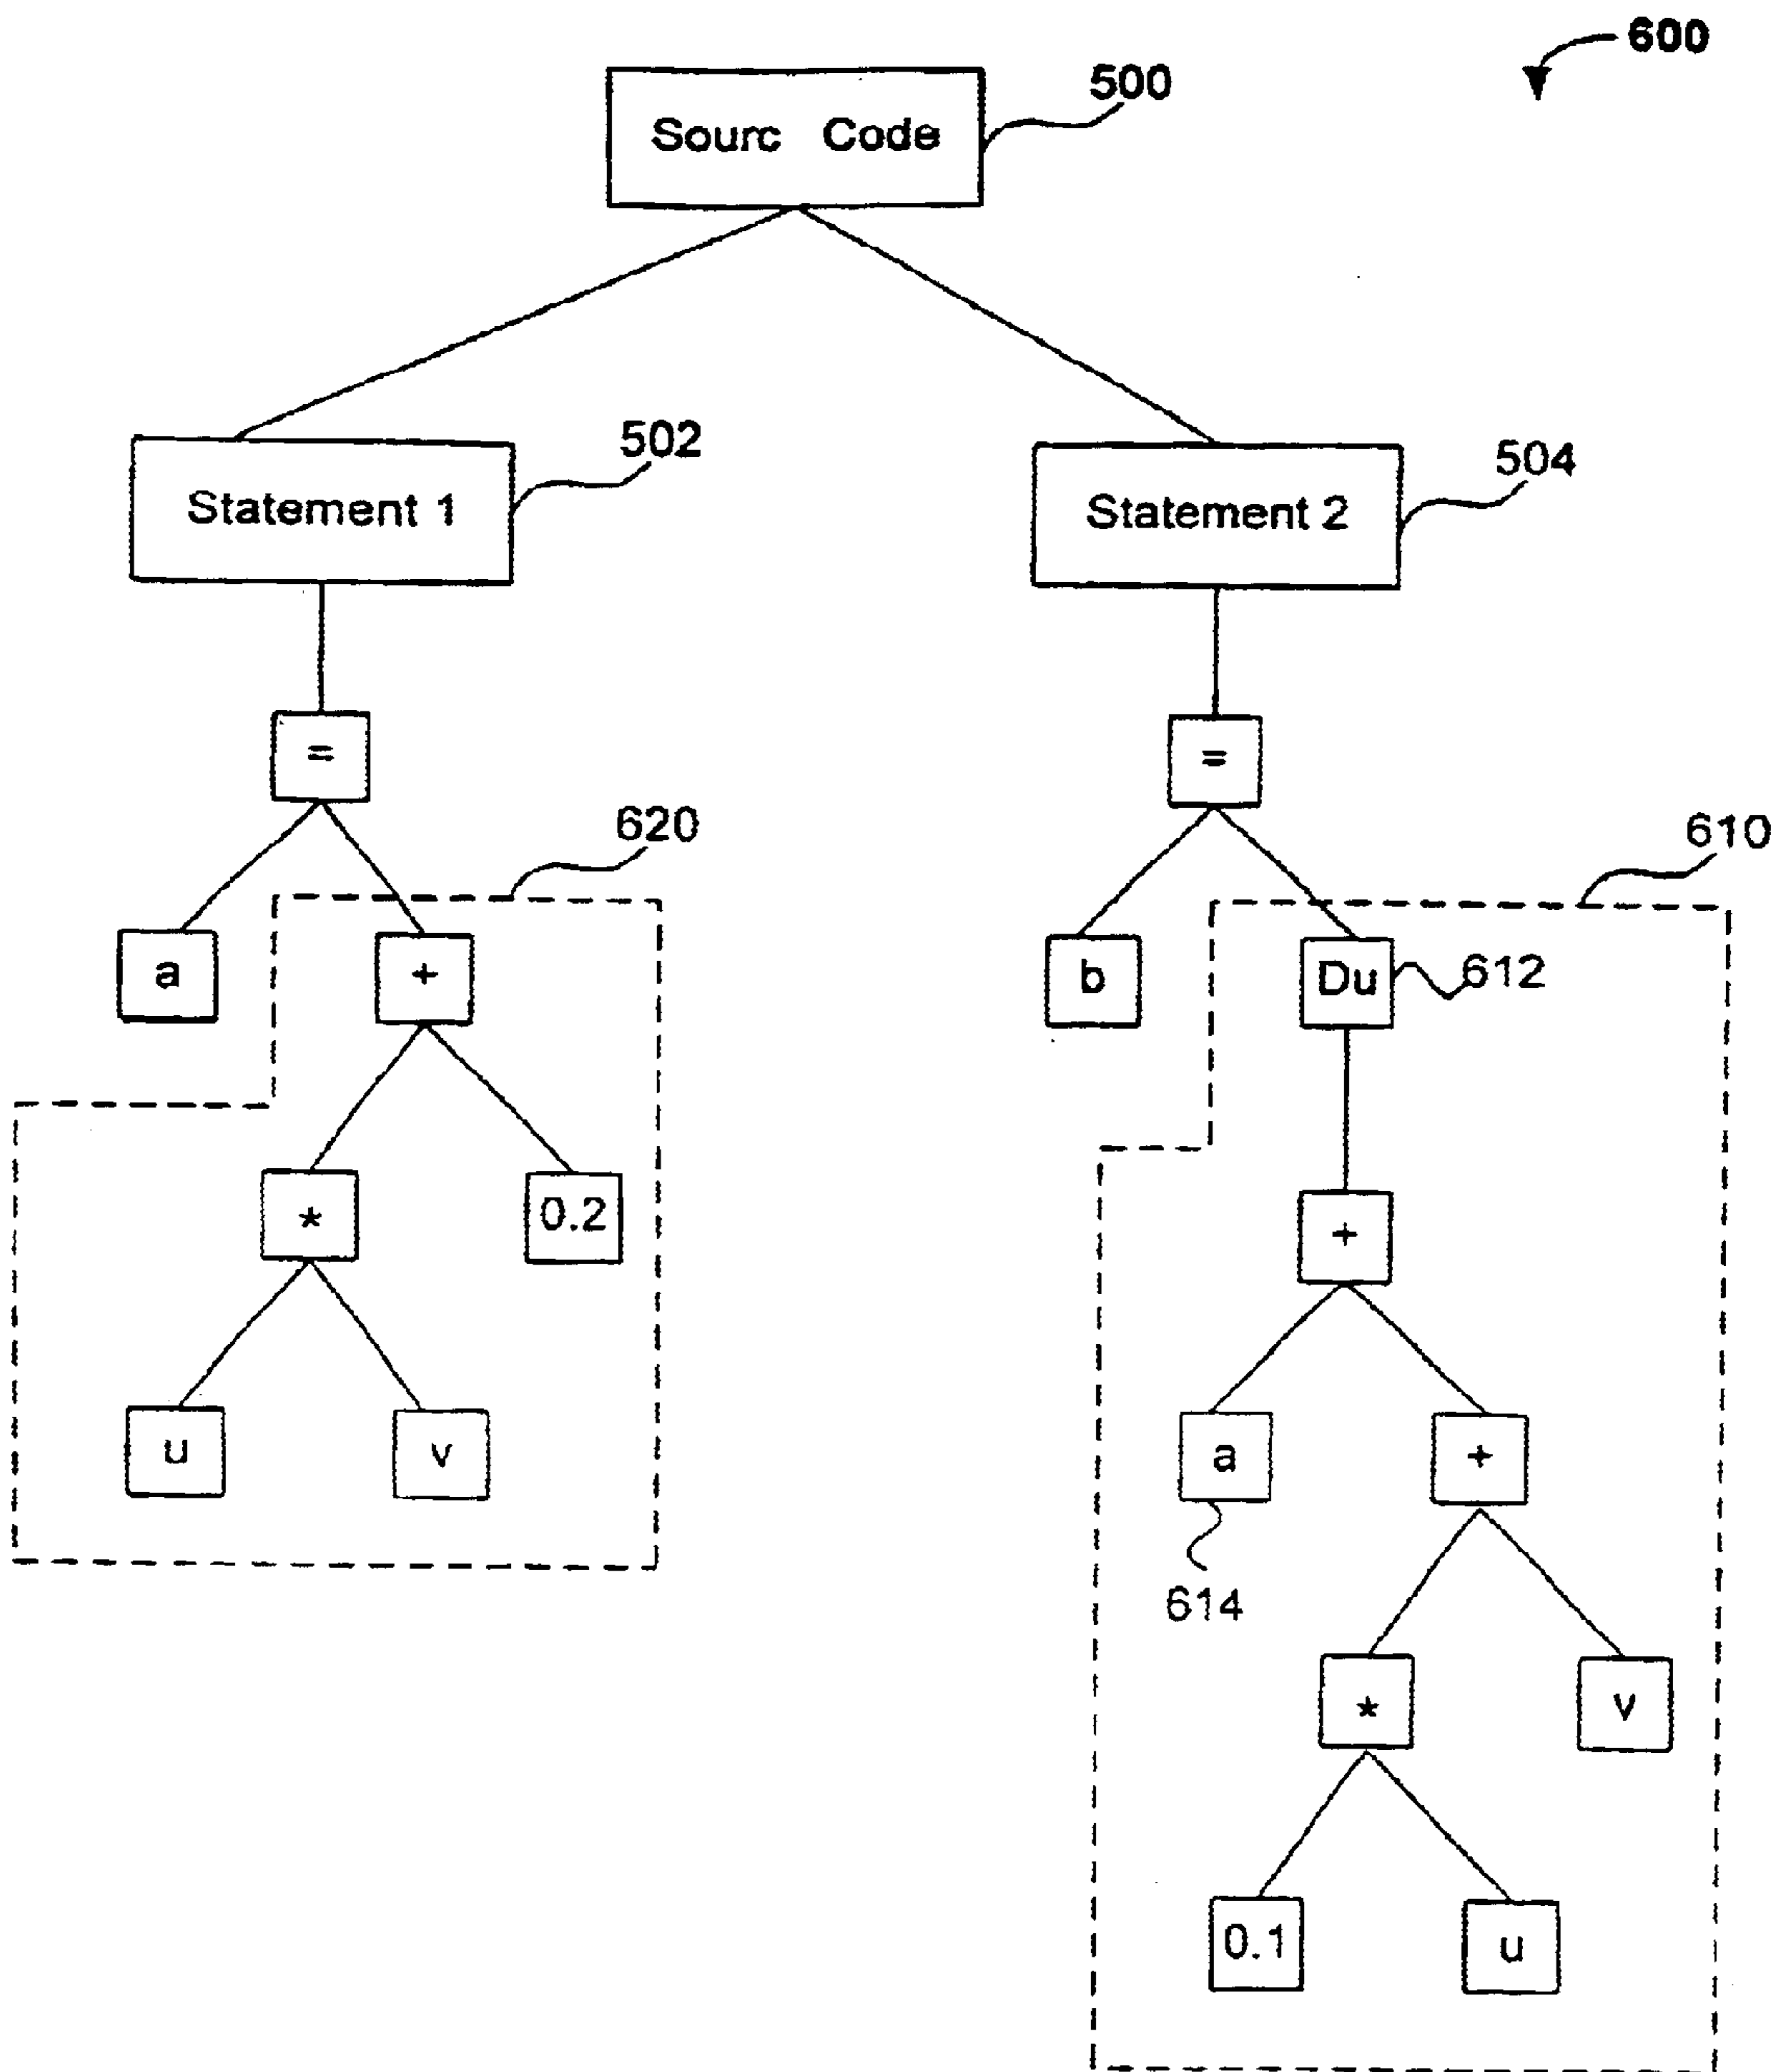 600
500
Sourc Code
502
504
Statement 1
Statement 2
=
=
620
610
a
+
b
Du
612
*
0.2
+
u
v
a
+
614
*
v
0.1
u